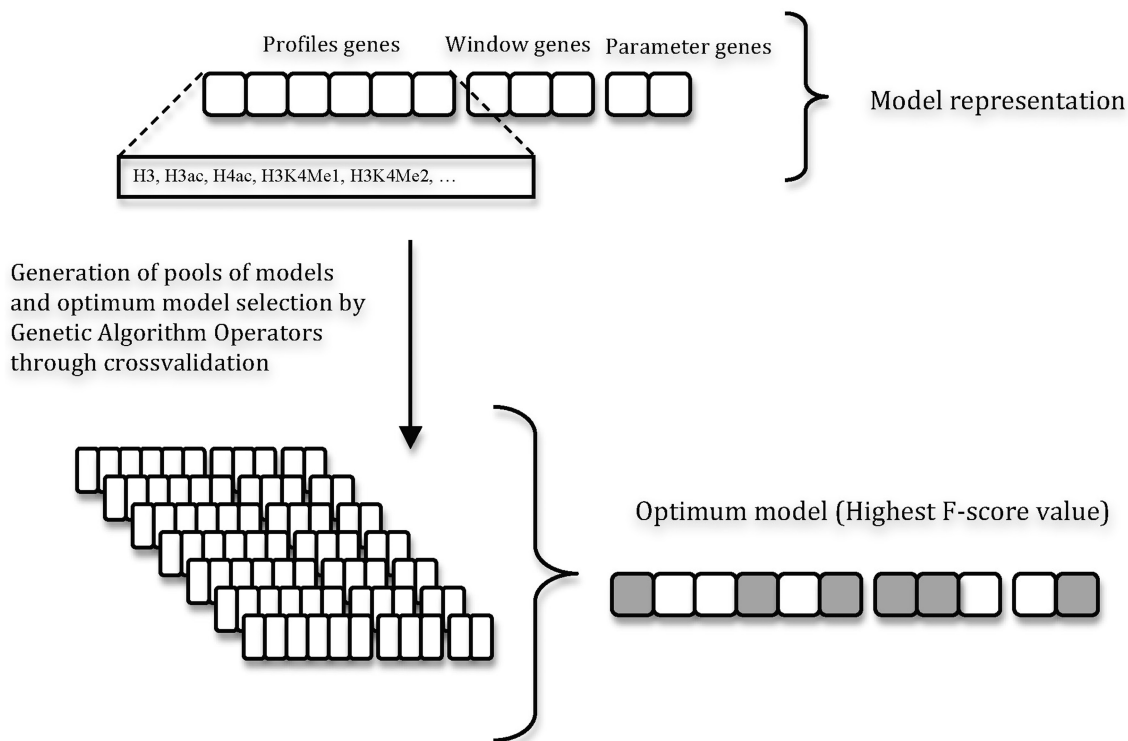 Profiles genes
Window genes
Parameter genes
Model representation
H3, H3ac, H4ac, H3K4Me1, H3K4Me2, …
Generation of pools of models
and optimum model selection by
Genetic Algorithm Operators
through crossvalidation
Optimum model (Highest F-score value)